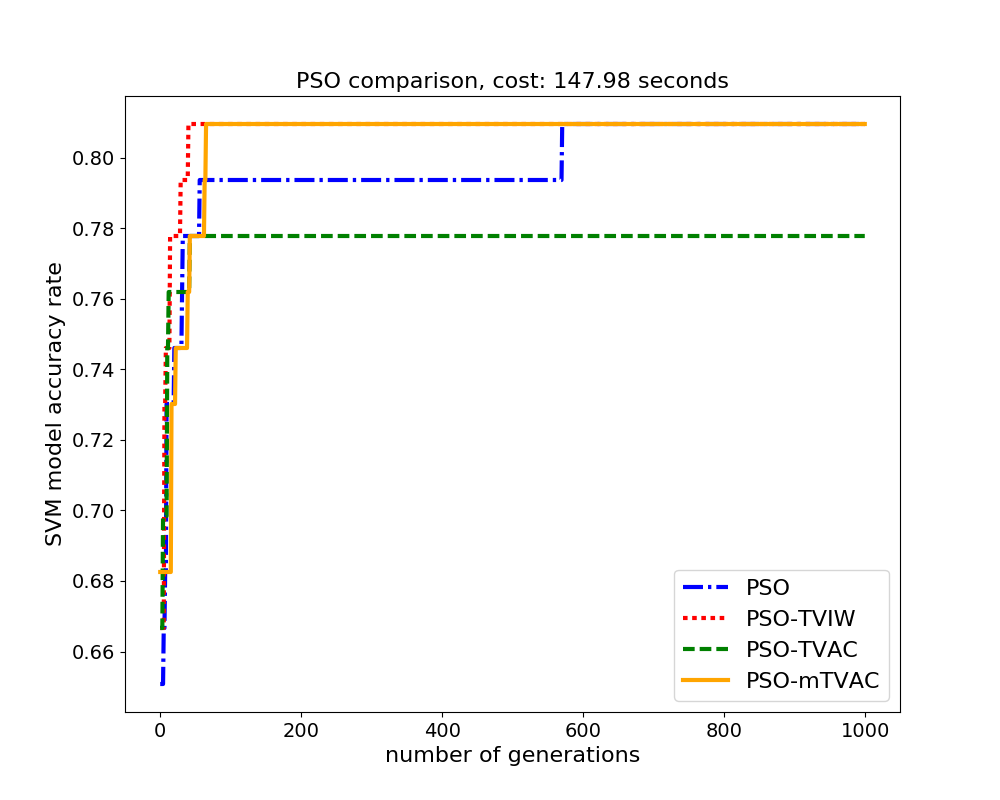 PSO comparison, cost: 147.98 seconds
SVM model accuracy rate
0.80
0.78
0.76
0.74
0.72
0.70
0.68
0.66
0 200 400 600 800 1000
number of generations
PSO
PSO-TVIW
PSO-TVAC
PSO-mTVAC